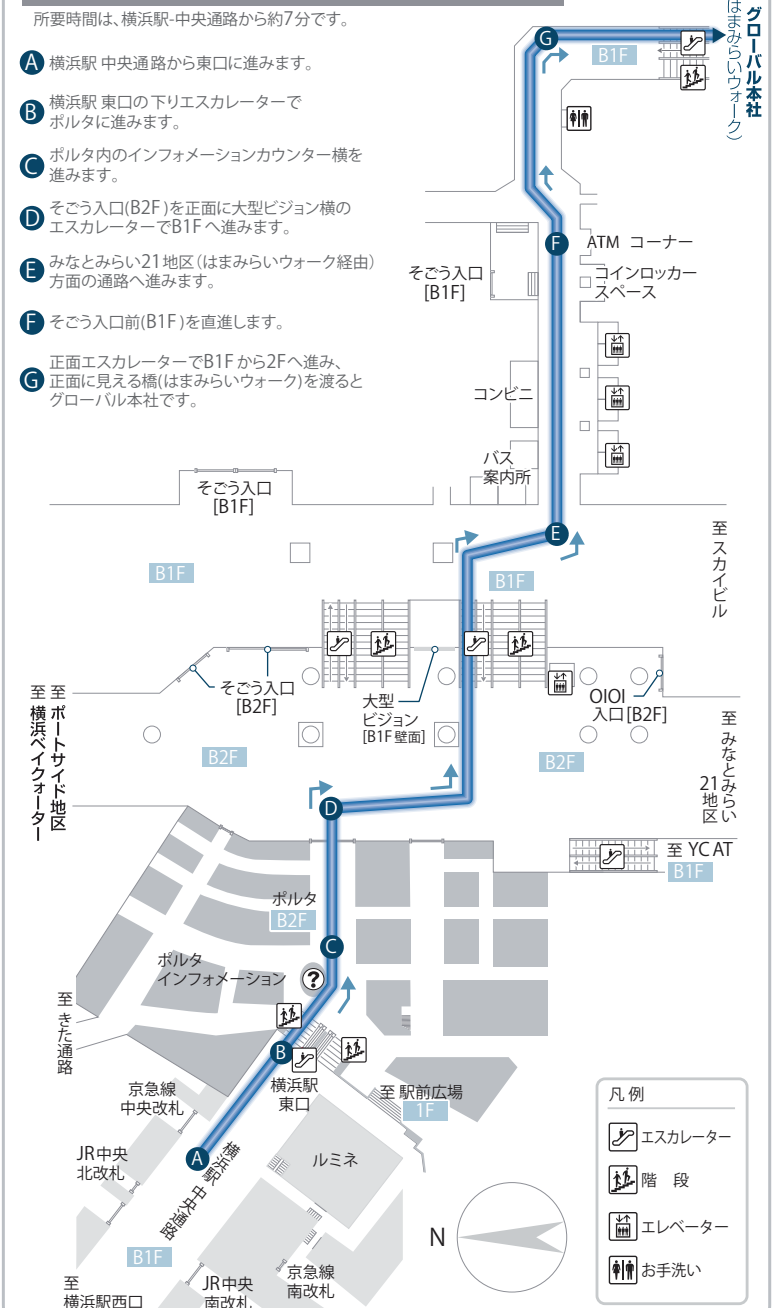 所要時間は、横浜駅-中央通路から約7分です。
A 横浜駅 中央通路から東口に進みます。
B 横浜駅 東口の下りエスカレーターで
ポルタに進みます。
C ポルタ内のインフォメーションカウンター横を
進みます。
D そごう入口(B2F)を正面に大型ビジョン横の
エスカレーターでB1Fへ進みます。
E みなとみらい21地区(はまみらいウォーク経由)
方面の通路へ進みます。
F そごう入口前(B1F)を直進します。
G 正面エスカレーターでB1Fから2Fへ進み、
正面に見える橋(はまみらいウォーク)を渡ると
グローバル本社です。
グローバル本社
はまみらいウォーク)
G
B1F
F
ATM コーナー
そごう入口
[B1F]
コインロッカー
スペース
コンビニ
バス
案内所
そごう入口
[B1F]
E
至 スカイビル
B1F
B1F
そごう入口
[B2F]
大型
ビジョン
[B1F 壁面]
OIOI
入口[B2F]
至 ポートサイド地区
至 横浜ベイクォーター
B2F
B2F
至 みなとみらい
21地区
D
至 YCAT
B1F
ポルタ
B2F
C
ポルタ
インフォメーション
?
至 きた通路
B
横浜駅
東口
至 駅前広場
1F
京急線
中央改札
JR中央
北改札
A
横浜駅 中央通路
ルミネ
B1F
至
横浜駅西口
JR中央
南改札
京急線
南改札
N
凡例
エスカレーター
階 段
エレベーター
お手洗い